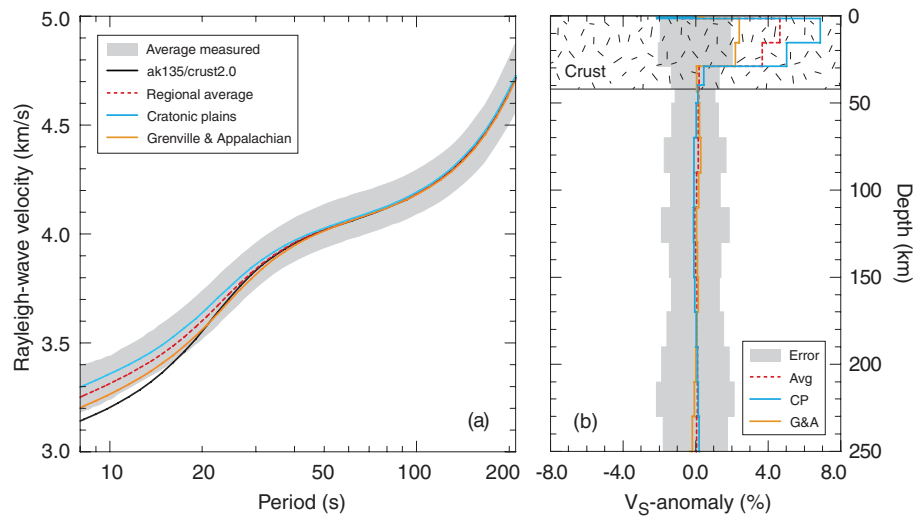 5.0
4.5
4.0
3.5
3.0
Rayleigh-wave velocity (km/s)
Average measured
ak135/crust2.0
Regional average
Cratonic plains
Grenville & Appalachian
(a)
10
20
50
100
200
Period (s)
Crust
0
50
100
150
200
250
Depth (km)
Error
Avg
CP
G&A
(b)
-8.0
-4.0
0.0
4.0
8.0
VS-anomaly (%)